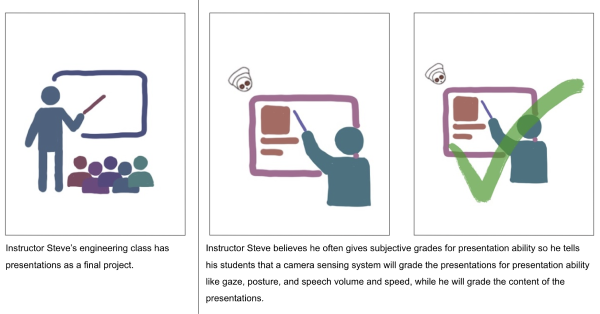 Instructor Steve's engineering class has
presentations as a final project.
Instructor Steve believes he often gives subjective grades for presentation ability so he tells
his students that a camera sensing system will grade the presentations for presentation ability
like gaze, posture, and speech volume and speed, while he will grade the content of the
presentations.